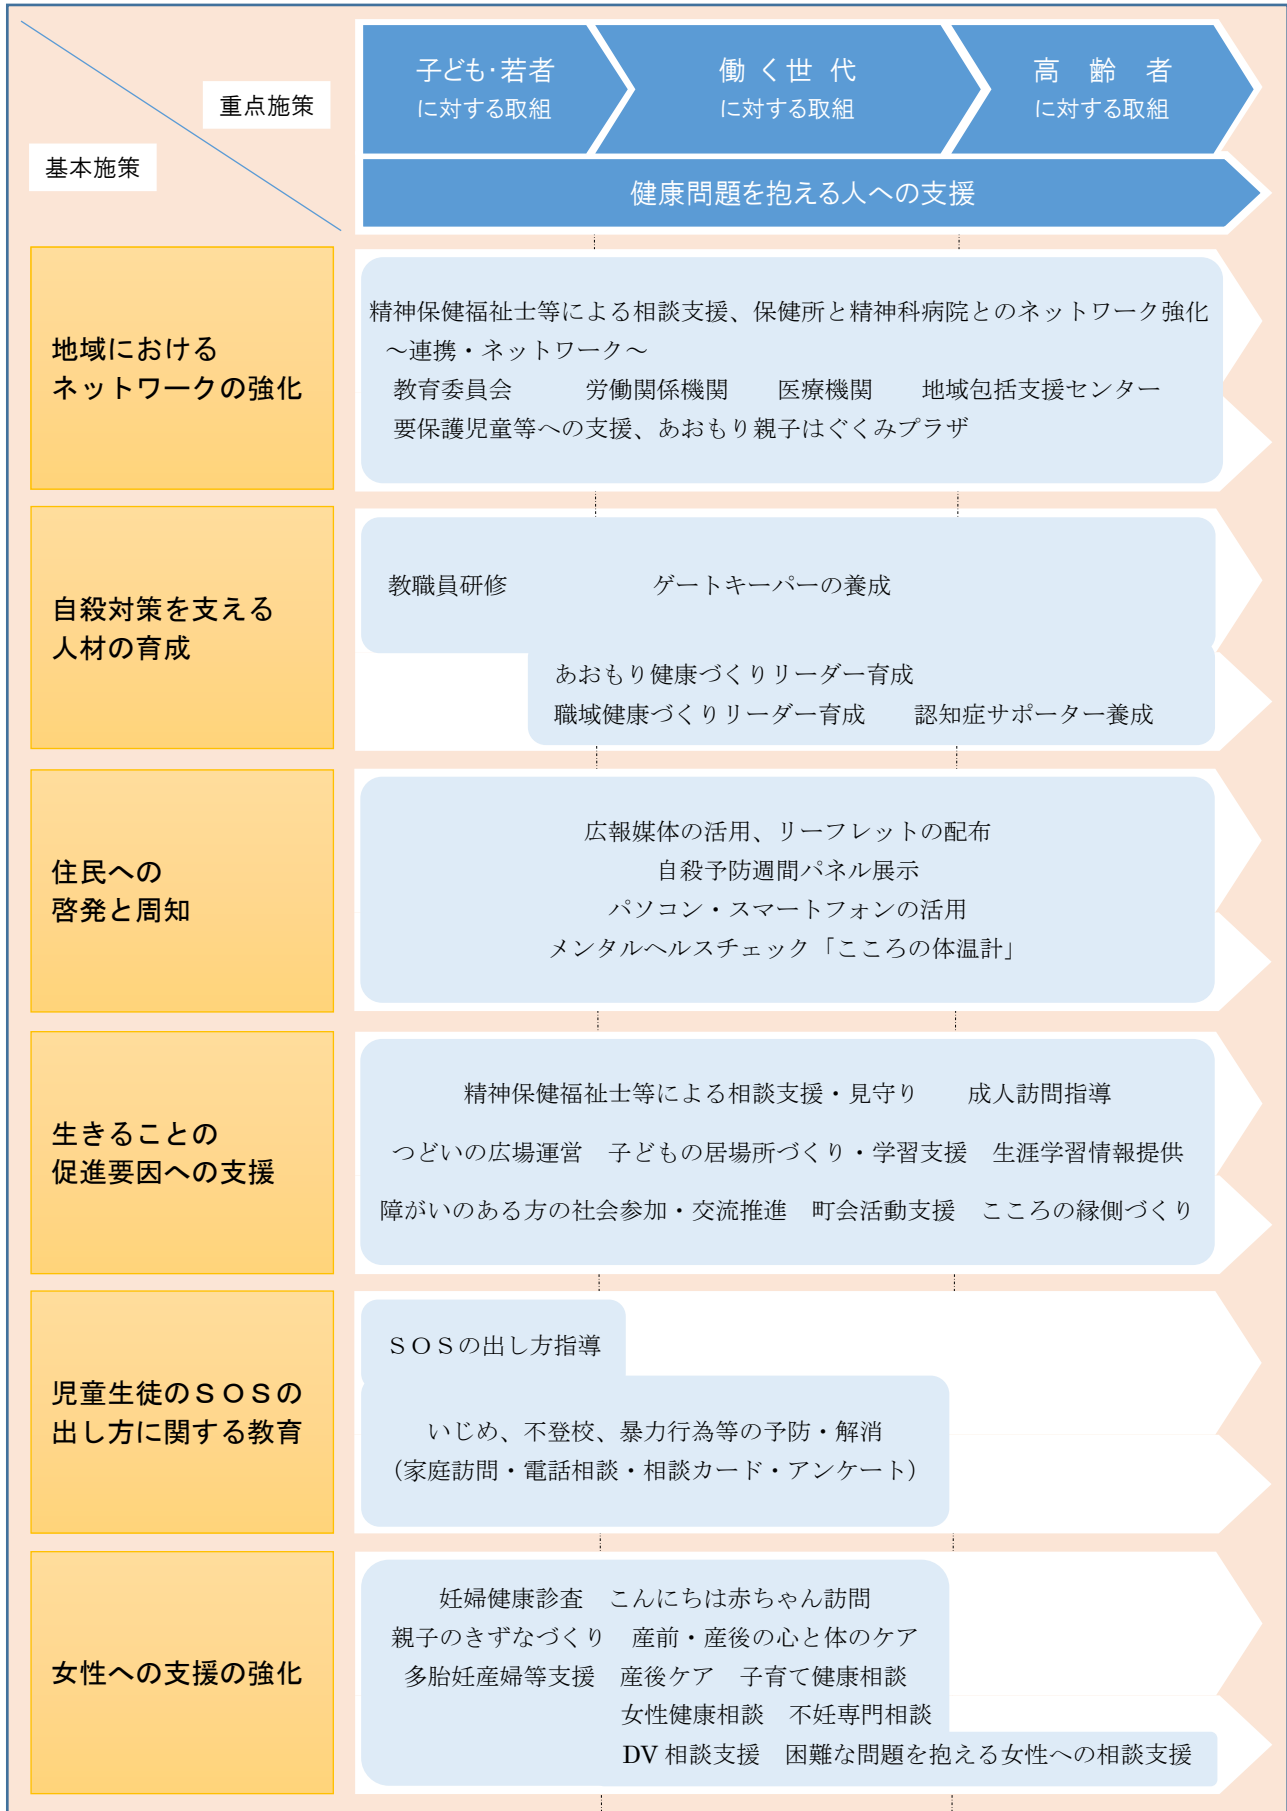 重点施策
基本施策
子ども・若者
に対する取組
働く世代
に対する取組
高齢者
に対する取組
健康問題を抱える人への支援
地域における
ネットワークの強化
精神保健福祉士等による相談支援、保健所と精神科病院とのネットワーク強化
～連携・ネットワーク～
教育委員会　労働関係機関　医療機関　地域包括支援センター
要保護児童等への支援、あおもり親子はぐくみプラザ
自殺対策を支える
人材の育成
教職員研修　ゲートキーパーの養成
あおもり健康づくりリーダー育成
職域健康づくりリーダー育成　認知症サポーター養成
住民への
啓発と周知
広報媒体の活用、リーフレットの配布
自殺予防週間パネル展示
パソコン・スマートフォンの活用
メンタルヘルスチェック「こころの体温計」
生きることの
促進要因への支援
精神保健福祉士等による相談支援・見守り　成人訪問指導
つどいの広場運営　子どもの居場所づくり・学習支援　生涯学習情報提供
障がいのある方の社会参加・交流推進　町会活動支援　こころの縁側づくり
児童生徒のＳＯＳの
出し方に関する教育
ＳＯＳの出し方指導
いじめ、不登校、暴力行為等の予防・解消
（家庭訪問・電話相談・相談カード・アンケート）
女性への支援の強化
妊婦健康診査　こんにちは赤ちゃん訪問
親子のきずなづくり　産前・産後の心と体のケア
多胎妊産婦等支援　産後ケア　子育て健康相談
女性健康相談　不妊専門相談
DV 相談支援　困難な問題を抱える女性への相談支援